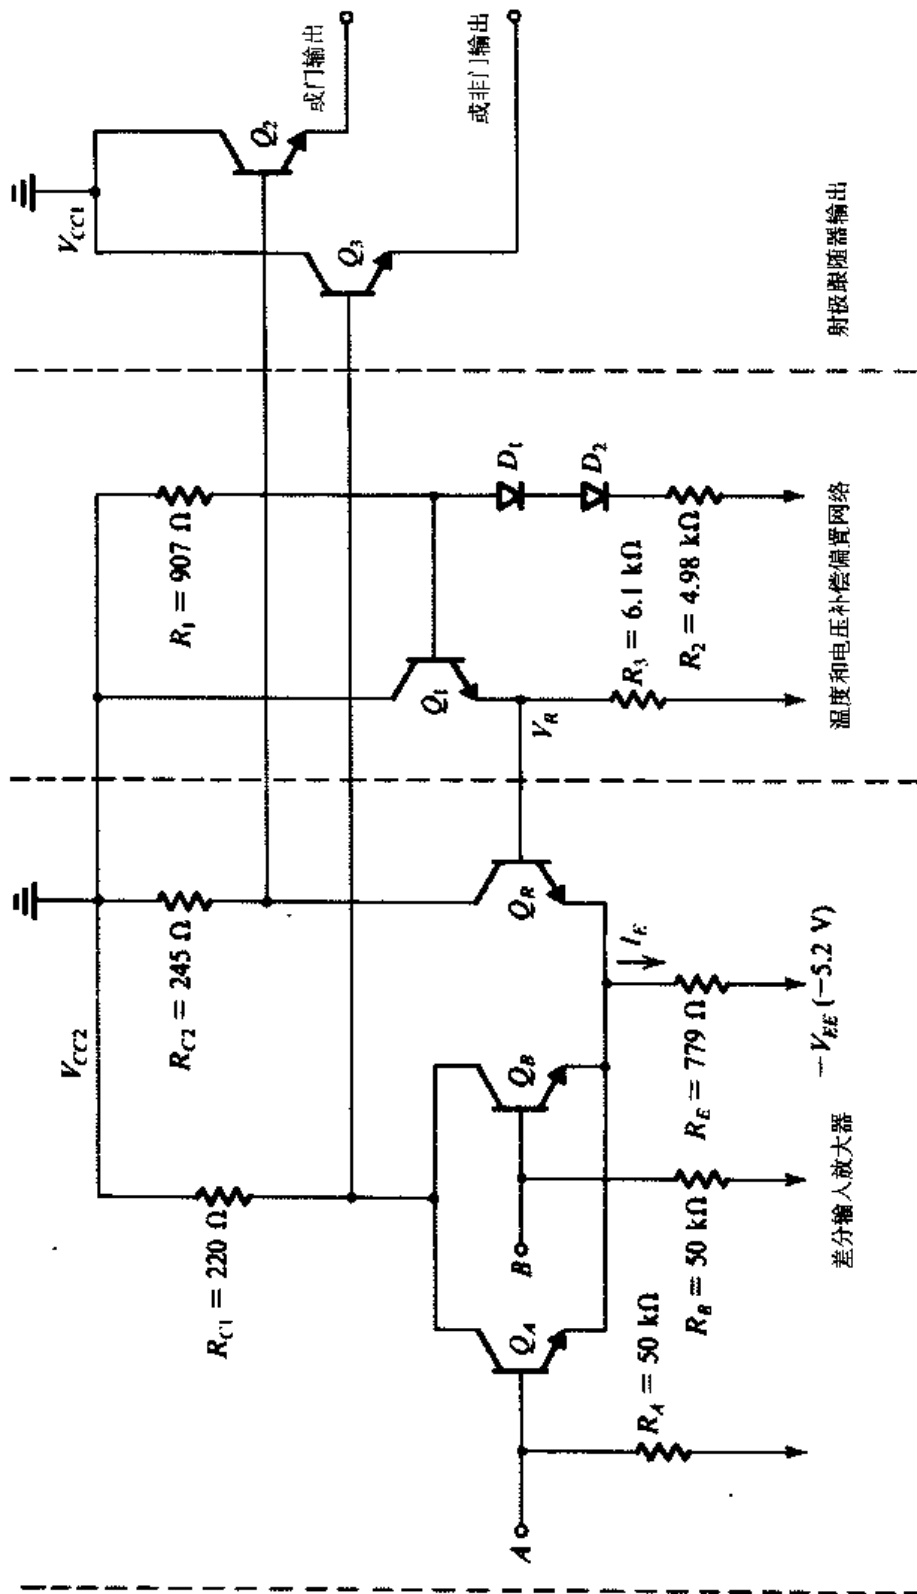 V_CC2
V_CC1
R_C1 = 220 Ω
R_C2 = 245 Ω
R_1 = 907 Ω
Q_2
Q_3
或门输出
或非门输出
D_1
D_2
Q_1
V_R
Q_A
Q_B
Q_R
A
B
I_E
R_A = 50 kΩ
R_B = 50 kΩ
R_E = 779 Ω
R_3 = 6.1 kΩ
R_2 = 4.98 kΩ
−V_EE (−5.2 V)
差分输入放大器
温度和电压补偿偏置网络
射极跟随器输出